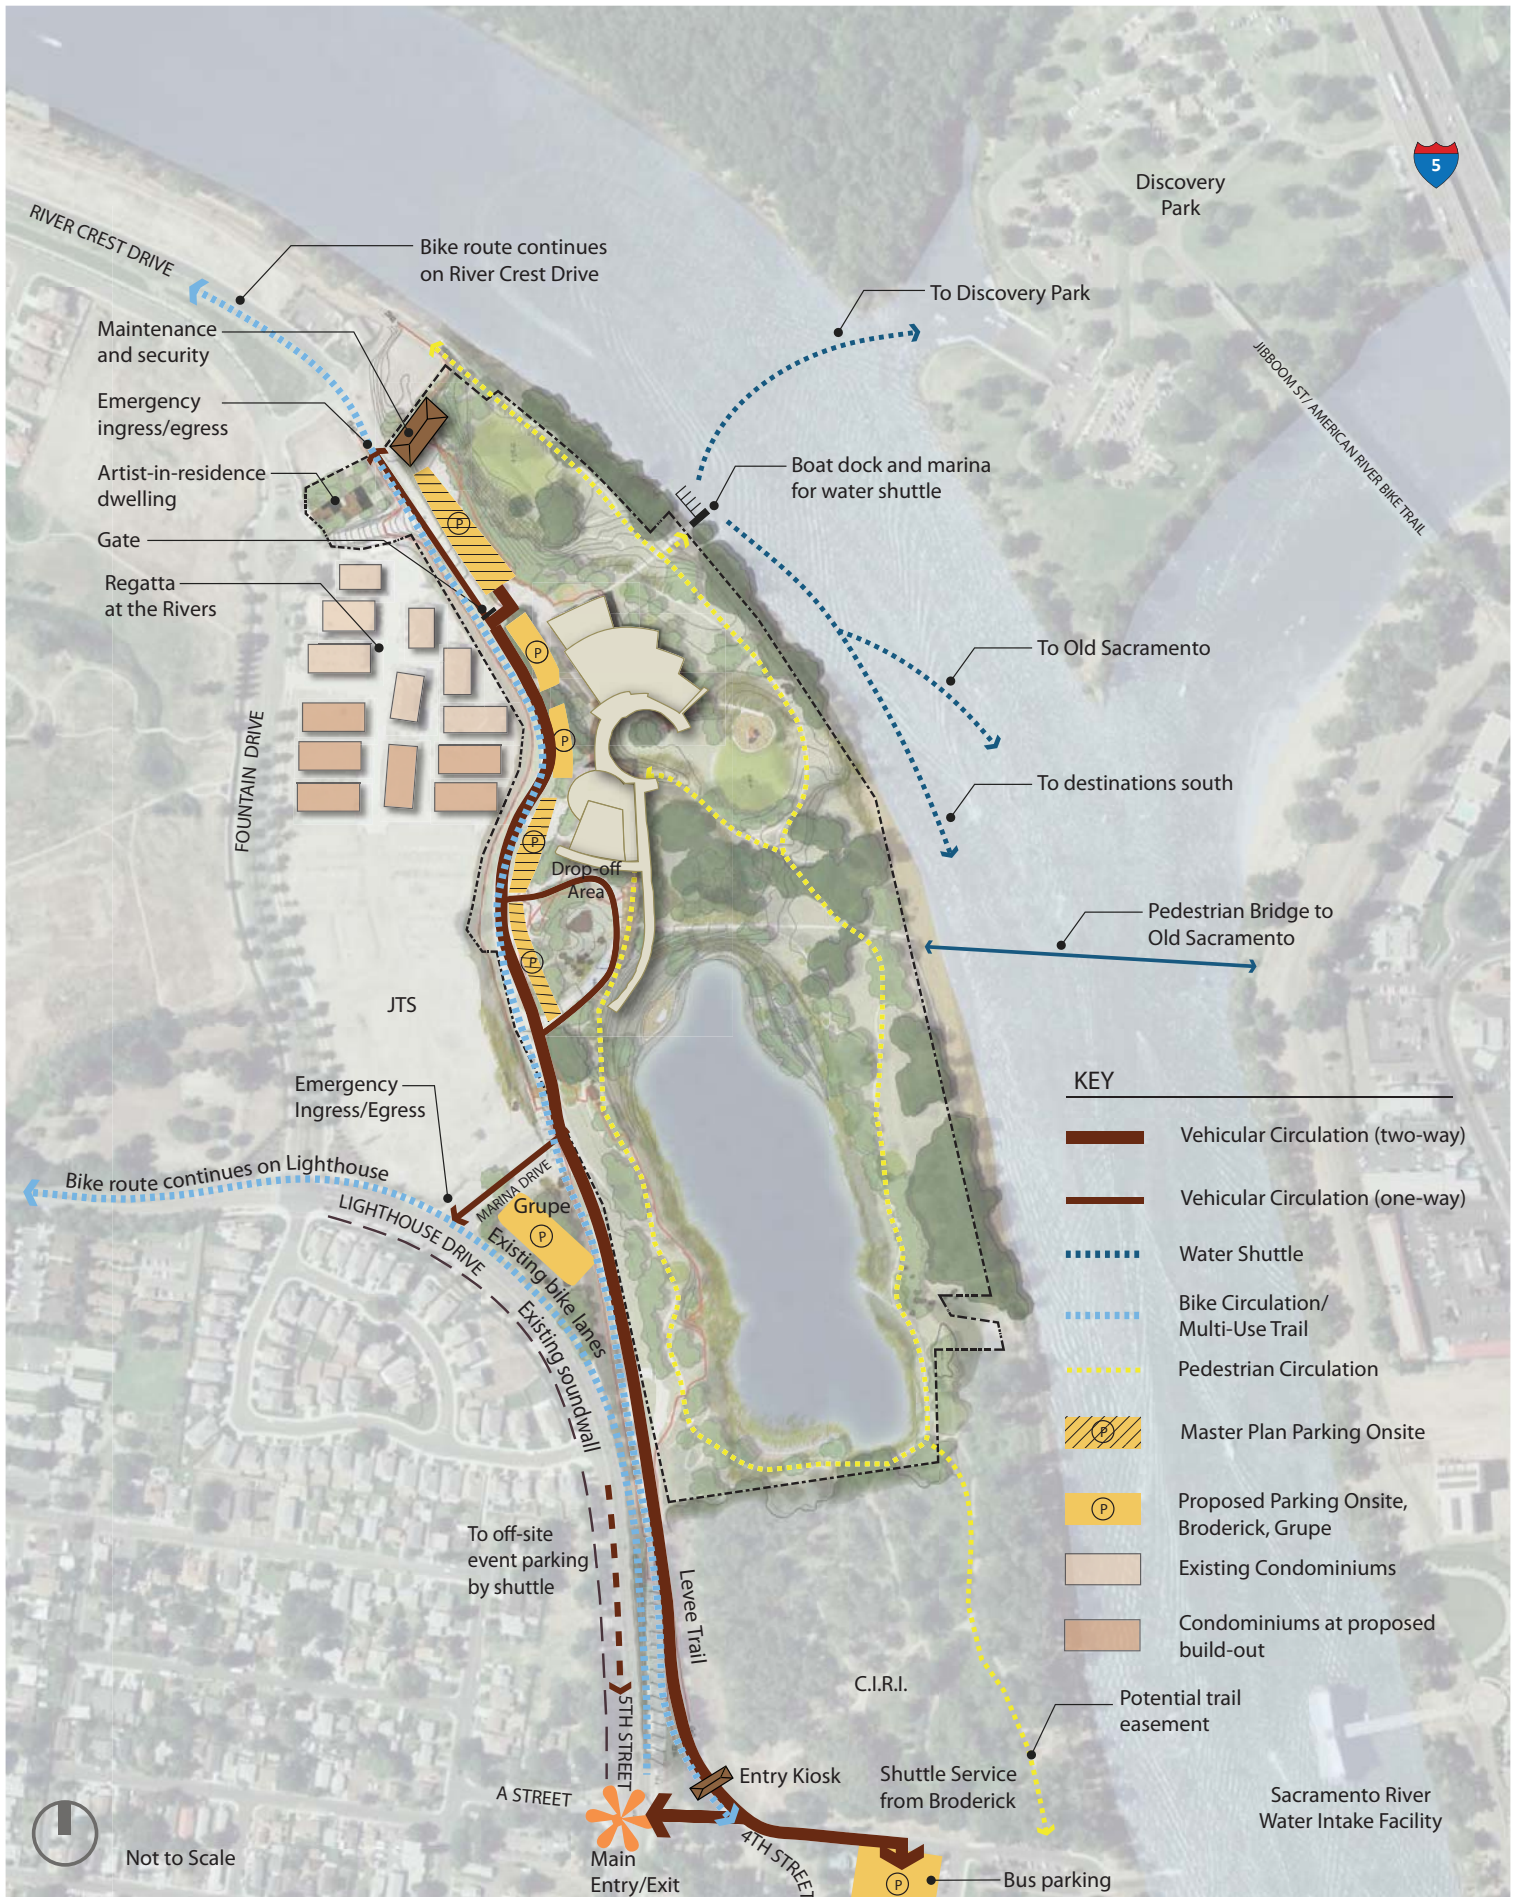 Discovery
Park
5
RIVER CREST DRIVE
Bike route continues
on River Crest Drive
To Discovery Park
Maintenance
and security
JIBBOOM ST/ AMERICAN RIVER BIKE TRAIL
Emergency
ingress/egress
Artist-in-residence
dwelling
Boat dock and marina
for water shuttle
Gate
P
Regatta
at the Rivers
To Old Sacramento
P
FOUNTAIN DRIVE
P
To destinations south
P
Drop-off
Area
Pedestrian Bridge to
Old Sacramento
P
JTS
Emergency
Ingress/Egress
KEY
Vehicular Circulation (two-way)
Vehicular Circulation (one-way)
Water Shuttle
Bike Circulation/
Multi-Use Trail
Pedestrian Circulation
P
Master Plan Parking Onsite
P
Proposed Parking Onsite,
Broderick, Grupe
Existing Condominiums
Condominiums at proposed
build-out
Bike route continues on Lighthouse
LIGHTHOUSE DRIVE
MARINA DRIVE
Grupe
P
Existing bike lanes
Existing soundwall
To off-site
event parking
by shuttle
Levee Trail
C.I.R.I.
Potential trail
easement
5TH STREET
A STREET
Entry Kiosk
Shuttle Service
from Broderick
Sacramento River
Water Intake Facility
4TH STREET
Not to Scale
Main
Entry/Exit
P
Bus parking